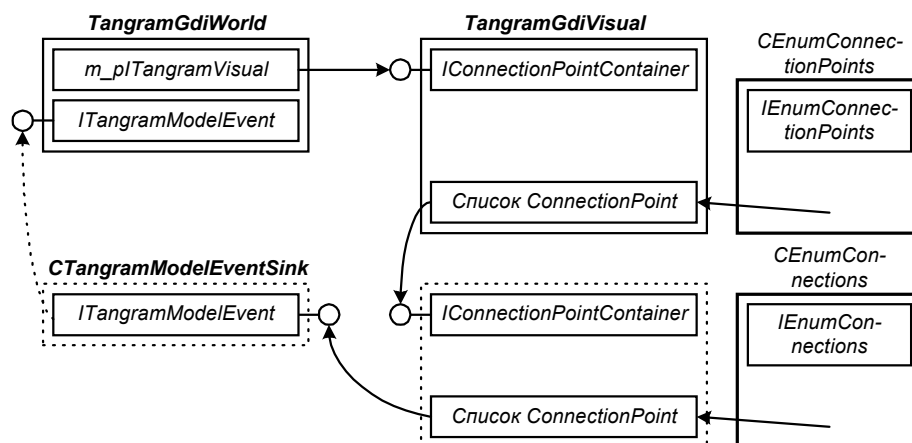 TangramGdiWorld
m_pITangramVisual
ITangramModelEvent
TangramGdiVisual
IConnectionPointContainer
Список ConnectionPoint
CEnumConnec-
tionPoints
IEnumConnec-
tionPoints
CTangramModelEventSink
ITangramModelEvent
IConnectionPointContainer
Список ConnectionPoint
CEnumCon-
nections
IEnumCon-
nections